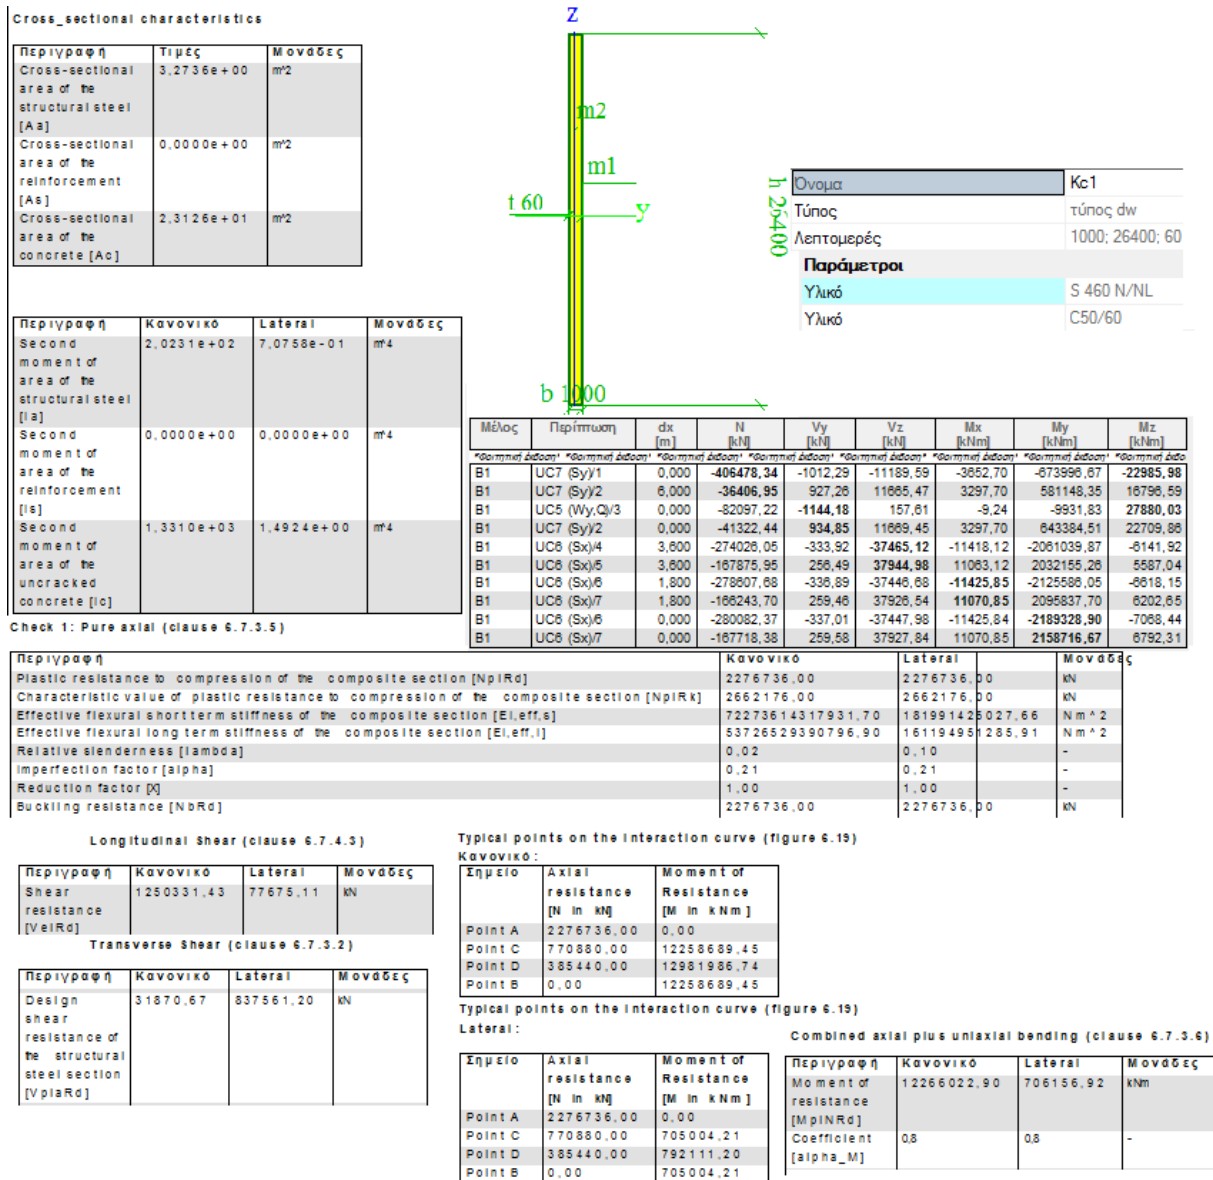 Cross_sectional characteristics
Περιγραφή Τιμές Μονάδες
Cross-sectional area of the structural steel [Aa] 3,2736e+00 m^2
Cross-sectional area of the reinforcement [As] 0,0000e+00 m^2
Cross-sectional area of the concrete [Ac] 2,3126e+01 m^2
Z
m2
m1
t 60
y
h 26400
b 1000
Όνομα Kc1
Τύπος τύπος dw
Λεπτομερές 1000; 26400; 60
Παράμετροι
Υλικό S 460 N/NL
Υλικό C50/60
Περιγραφή Κανονικό Lateral Μονάδες
Second moment of area of the structural steel [Ia] 2,0231e+02 7,0758e-01 m^4
Second moment of area of the reinforcement [Is] 0,0000e+00 0,0000e+00 m^4
Second moment of area of the uncracked concrete [Ic] 1,3310e+03 1,4924e+00 m^4
Μέλος Περίπτωση dx [m] N [kN] Vy [kN] Vz [kN] Mx [kNm] My [kNm] Mz [kNm]
*Φοιτητική έκδοση* *Φοιτητική έκδοση* *Φοιτητική έκδοση* *Φοιτητική έκδοση* *Φοιτητική έκδοση* *Φοιτητική έκδοση*
B1 UC7 (Sy)/1 0,000 -406478,34 -1012,29 -11189,59 -3652,70 -673996,67 -22985,98
B1 UC7 (Sy)/2 6,000 -36406,95 927,26 11665,47 3297,70 581148,35 16796,59
B1 UC5 (Wy,Q)/3 0,000 -82097,22 -1144,18 157,61 -9,24 -9931,83 27880,03
B1 UC7 (Sy)/2 0,000 -41322,44 934,85 11669,45 3297,70 643384,51 22709,86
B1 UC6 (Sx)/4 3,600 -274026,05 -333,92 -37465,12 -11418,12 -2061039,87 -6141,92
B1 UC6 (Sx)/5 3,600 -167875,95 256,49 37944,98 11063,12 2032155,26 5587,04
B1 UC6 (Sx)/6 1,800 -278607,68 -336,89 -37446,68 -11425,85 -2125586,05 -6618,15
B1 UC6 (Sx)/7 1,800 -166243,70 259,46 37926,54 11070,85 2095837,70 6202,65
B1 UC6 (Sx)/6 0,000 -280082,37 -337,01 -37447,98 -11425,84 -2189328,90 -7068,44
B1 UC6 (Sx)/7 0,000 -167718,38 259,58 37927,84 11070,85 2158716,67 6792,31
Check 1: Pure axial (clause 6.7.3.5)
Περιγραφή Κανονικό Lateral Μονάδες
Plastic resistance to compression of the composite section [NplRd] 2276736,00 2276736,00 kN
Characteristic value of plastic resistance to compression of the composite section [NplRk] 2662176,00 2662176,00 kN
Effective flexural short term stiffness of the composite section [EI,eff,s] 72273614317931,70 181991426027,66 Nm^2
Effective flexural long term stiffness of the composite section [EI,eff,l] 53726529390796,90 161194951285,91 Nm^2
Relative slenderness [lambda] 0,02 0,10 -
Imperfection factor [alpha] 0,21 0,21 -
Reduction factor [X] 1,00 1,00 -
Buckling resistance [NbRd] 2276736,00 2276736,00 kN
Longitudinal Shear (clause 6.7.4.3)
Περιγραφή Κανονικό Lateral Μονάδες
Shear resistance [VelRd] 1250331,43 77675,11 kN
Transverse Shear (clause 6.7.3.2)
Περιγραφή Κανονικό Lateral Μονάδες
Design shear resistance of the structural steel section [VplaRd] 31870,67 837561,20 kN
Typical points on the interaction curve (figure 6.19)
Κανονικό:
Σημείο Axial resistance [N in kN] Moment of Resistance [M in kNm]
Point A 2276736,00 0,00
Point C 770880,00 12258689,45
Point D 385440,00 12981986,74
Point B 0,00 12258689,45
Typical points on the interaction curve (figure 6.19)
Lateral:
Σημείο Axial resistance [N in kN] Moment of Resistance [M in kNm]
Point A 2276736,00 0,00
Point C 770880,00 705004,21
Point D 385440,00 792111,20
Point B 0,00 705004,21
Combined axial plus uniaxial bending (clause 6.7.3.6)
Περιγραφή Κανονικό Lateral Μονάδες
Moment of resistance [MplNRd] 12266022,90 706156,92 kNm
Coefficient [alpha_M] 0,8 0,8 -